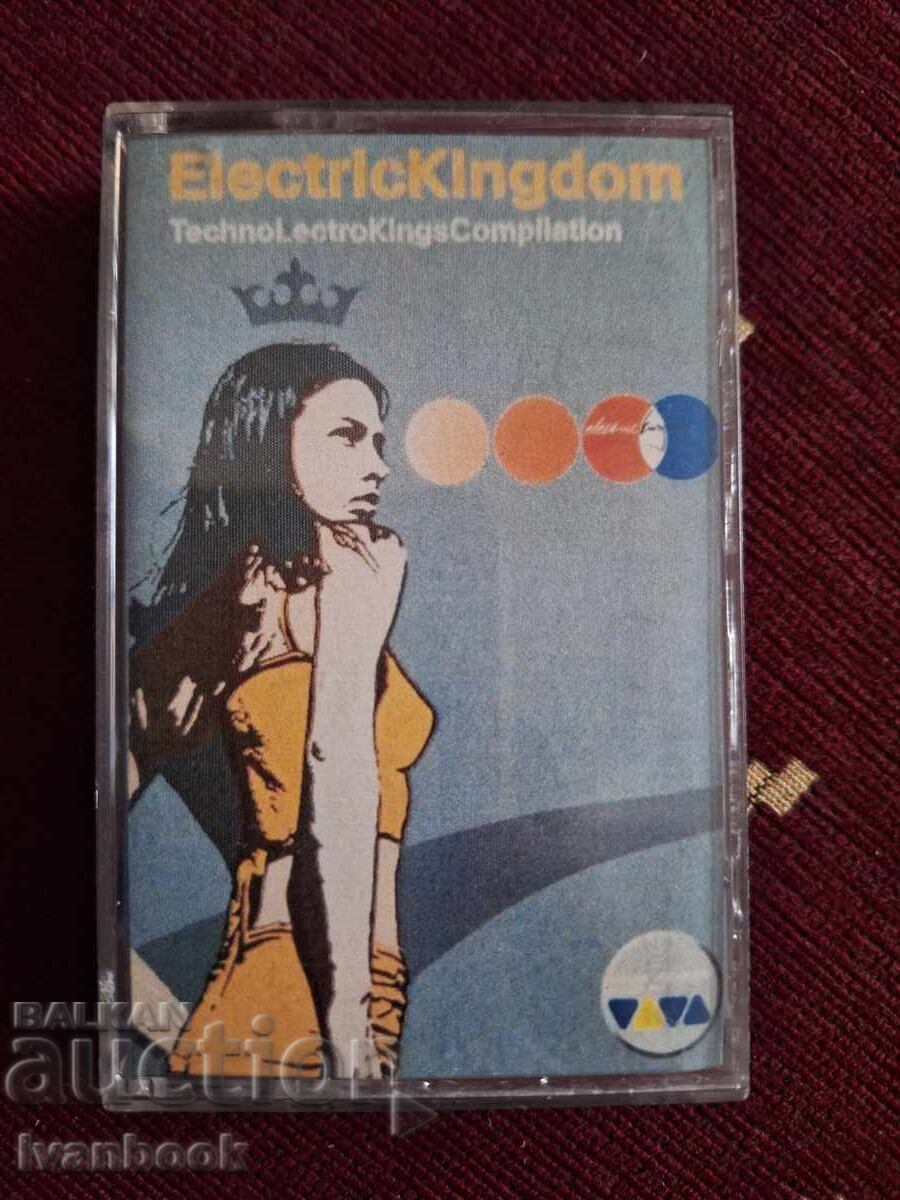 ElectricKingdom
TechnoLectroKingsCompilation
VIVA
BALKAN
auction
Ivanbook